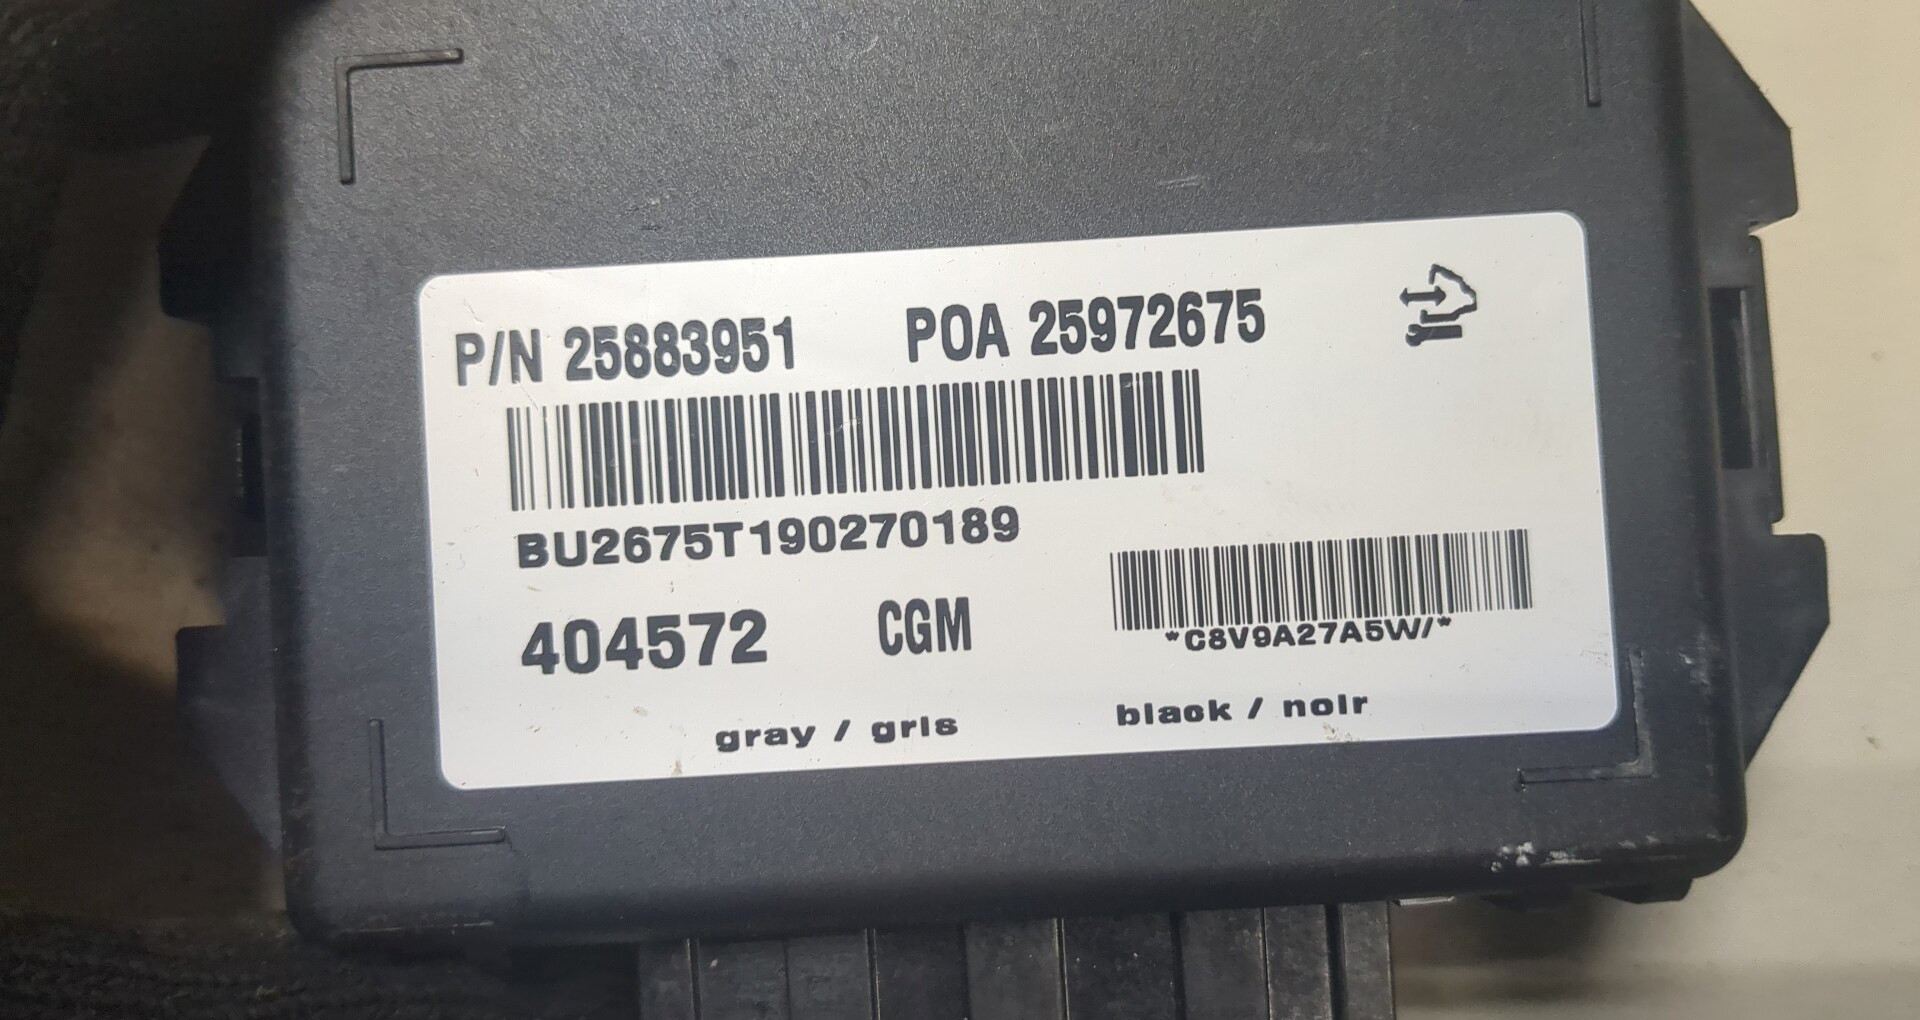 P/N 25883951 POA 25972675
BU2675T190270189
404572 CGM
*C8V9A27A5W/*
gray / gris black / noir